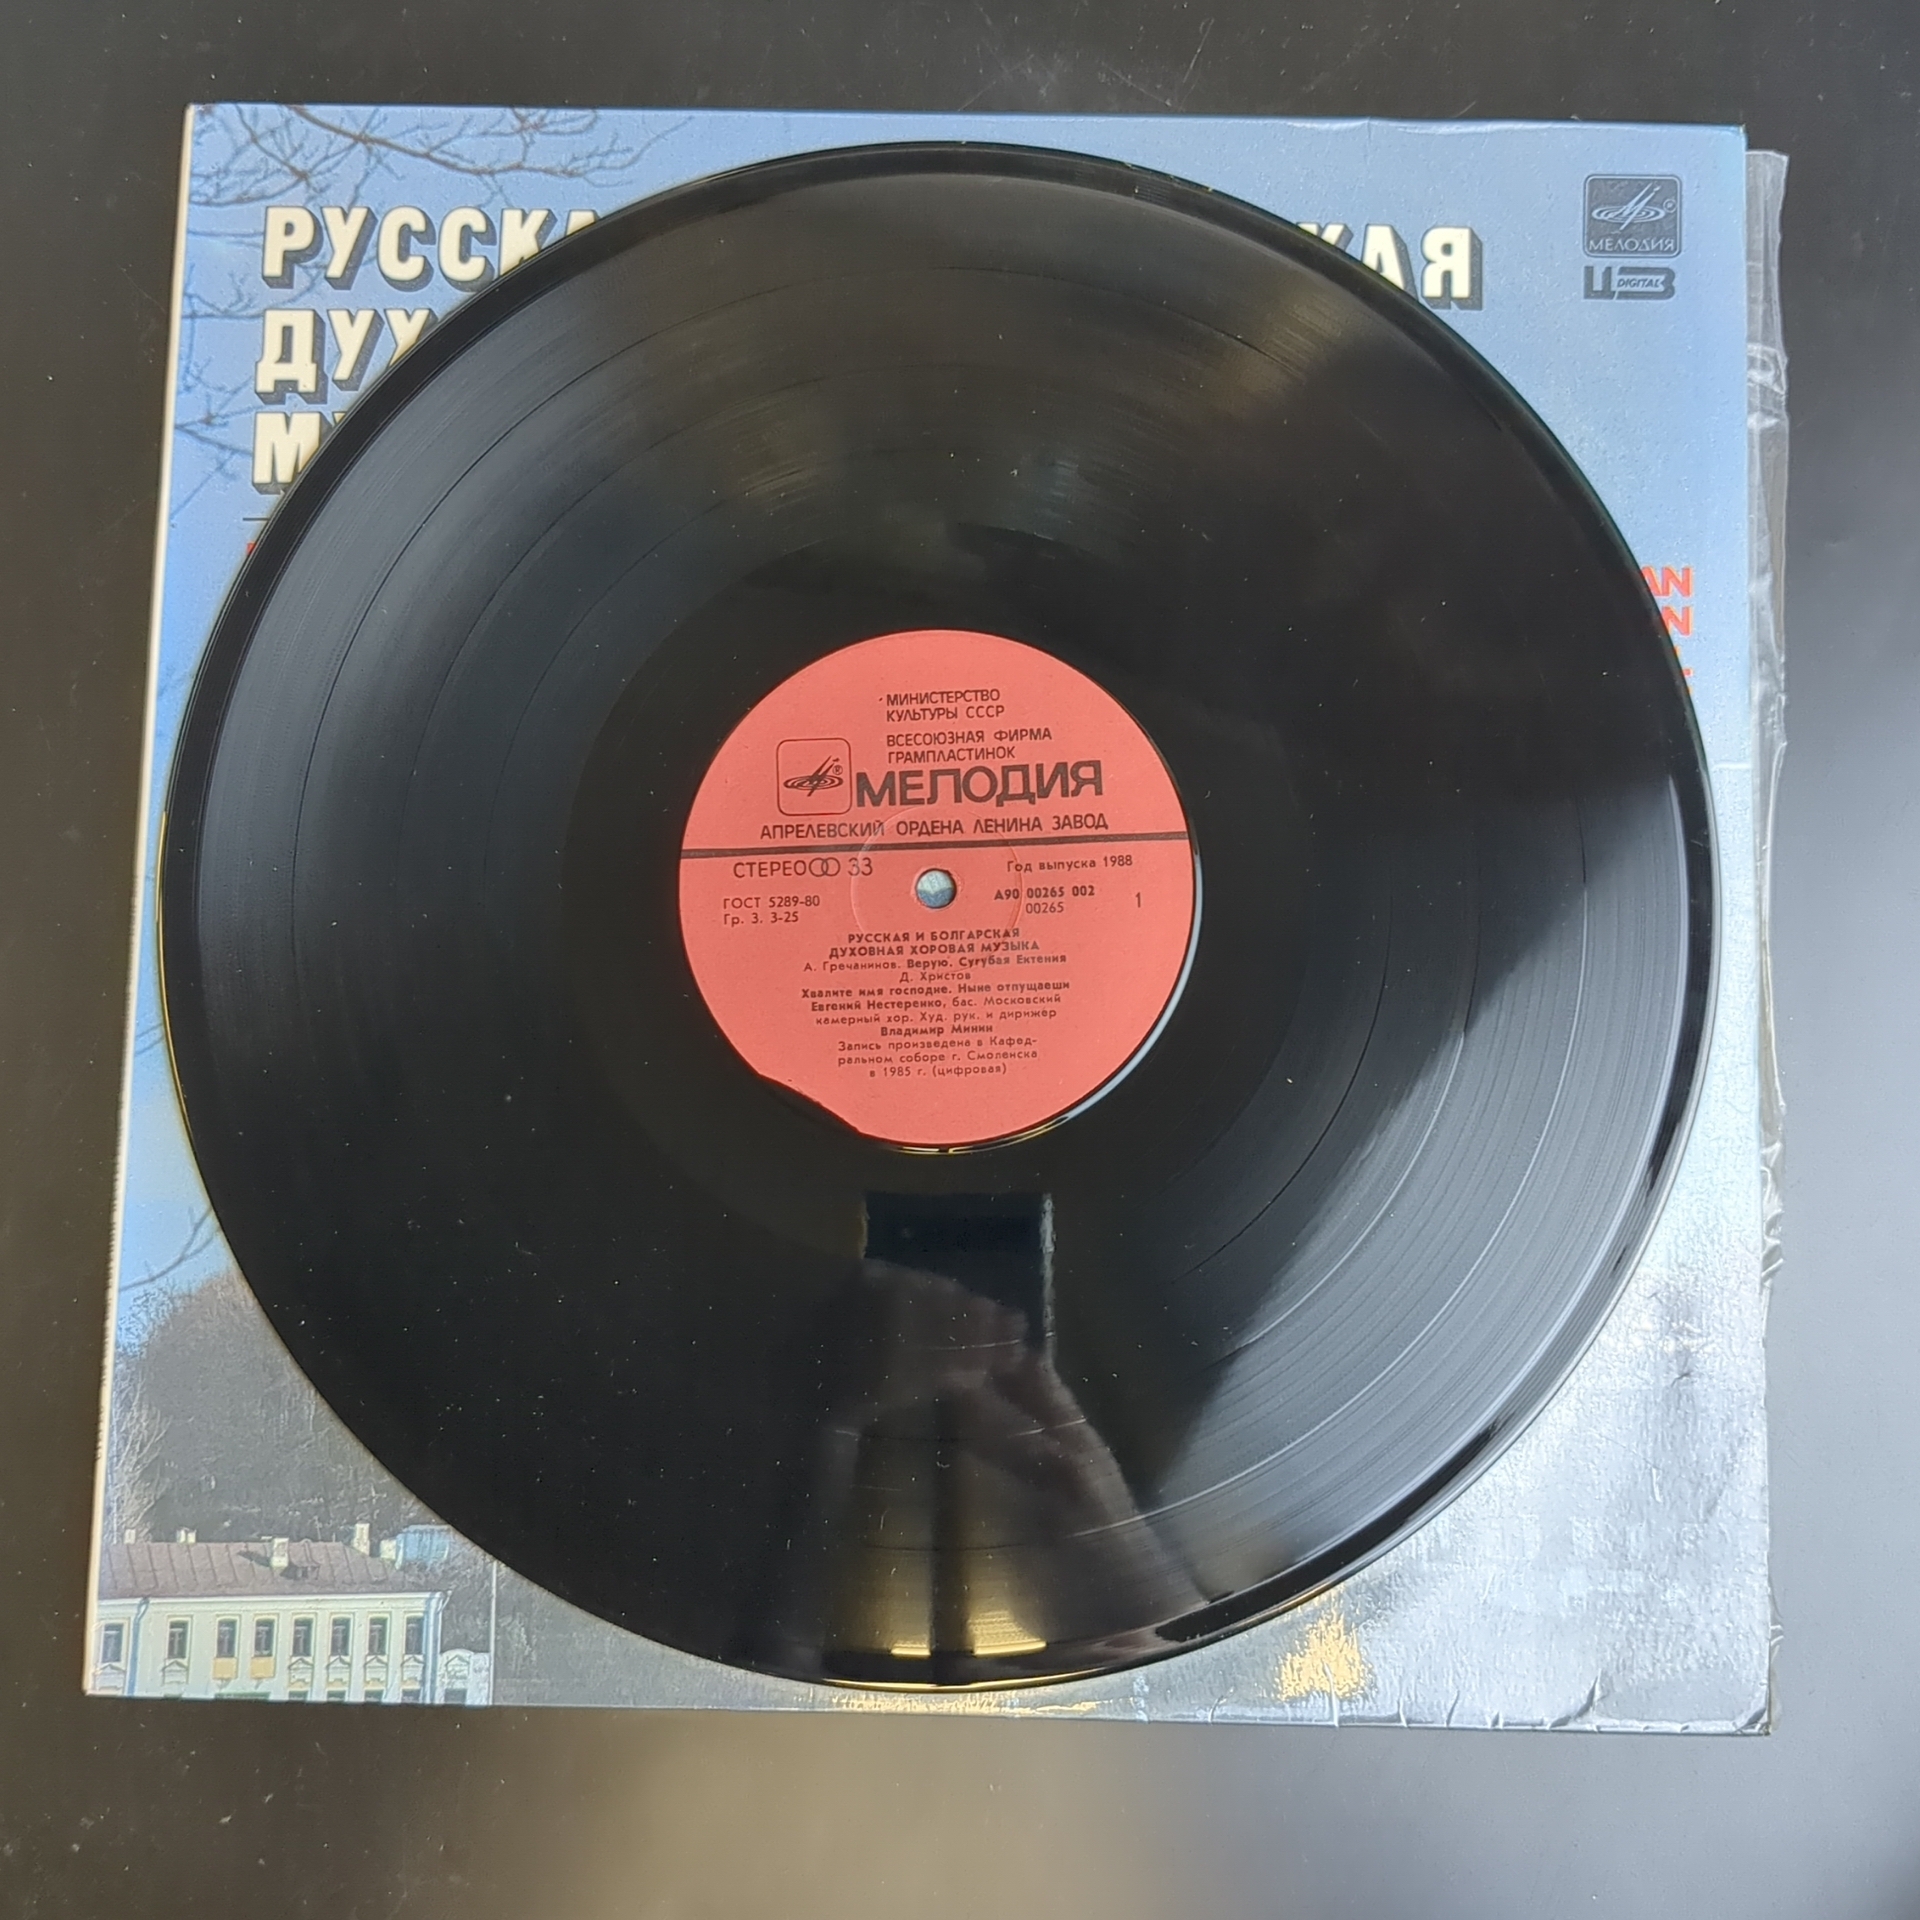 РУССКА КАЯ
ДУХ
М
МЕЛОДИЯ
DIGITAL
AN
N
МИНИСТЕРСТВО
КУЛЬТУРЫ СССР
ВСЕСОЮЗНАЯ ФИРМА
ГРАМПЛАСТИНОК
МЕЛОДИЯ
АПРЕЛЕВСКИЙ ОРДЕНА ЛЕНИНА ЗАВОД
СТЕРЕО 33
Год выпуска 1988
ГОСТ 5289-80
Гр. 3. 3-25
А90 00265 002
00265
1
РУССКАЯ И БОЛГАРСКАЯ
ДУХОВНАЯ ХОРОВАЯ МУЗЫКА
А. Гречанинов. Верую. Сугубая Ектения
Д. Христов
Хвалите имя господне. Ныне отпущаеши
Евгений Нестеренко, бас. Московский
камерный хор. Худ. рук. и дирижер
Владимир Минин
Запись произведена в Кафед-
ральном соборе г. Смоленска
в 1985 г. (цифровая)